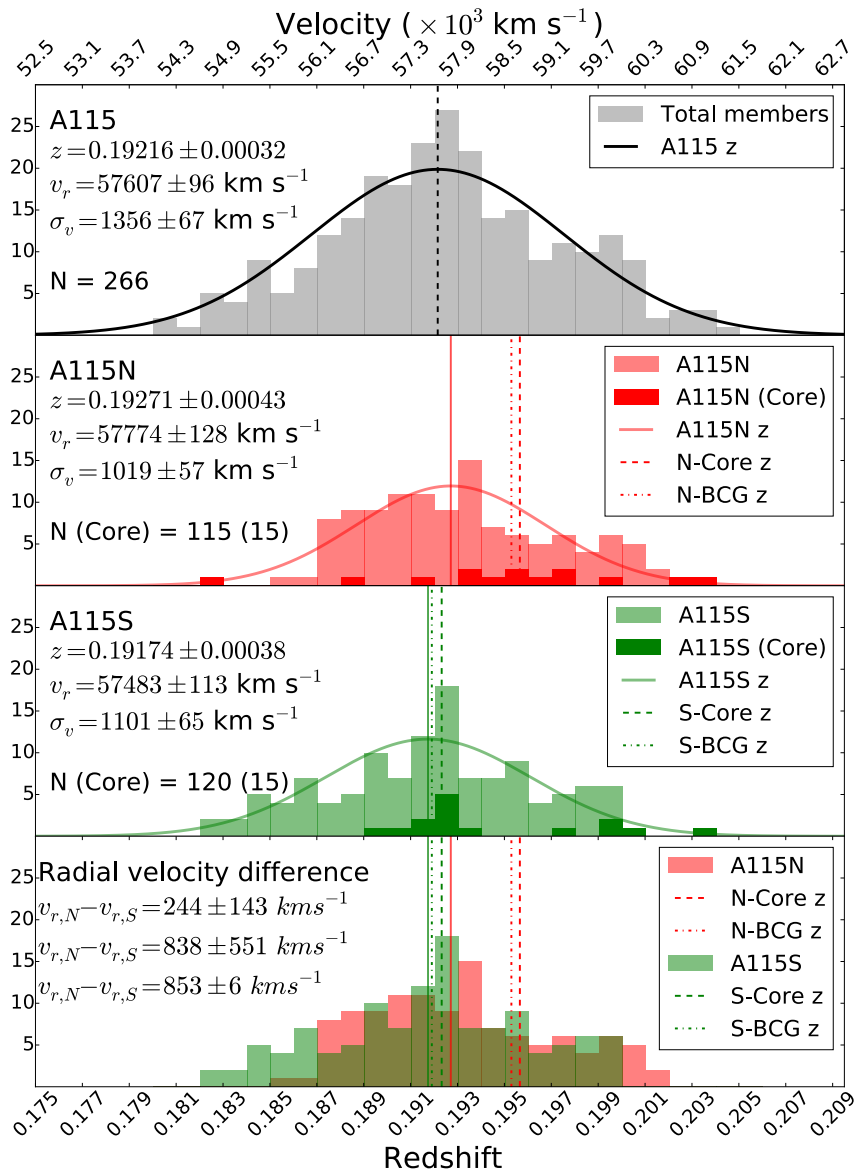 Velocity ( × 10³ km s⁻¹)
52.5 53.1 53.7 54.3 54.9 55.5 56.1 56.7 57.3 57.9 58.5 59.1 59.7 60.3 60.9 61.5 62.1 62.7
25
20
15
10
5
A115
z=0.19216±0.00032
v_r=57607±96 km s⁻¹
σ_v=1356±67 km s⁻¹
N = 266
Total members
A115 z
25
20
15
10
5
A115N
z=0.19271±0.00043
v_r=57774±128 km s⁻¹
σ_v=1019±57 km s⁻¹
N (Core) = 115 (15)
A115N
A115N (Core)
A115N z
N-Core z
N-BCG z
25
20
15
10
5
A115S
z=0.19174±0.00038
v_r=57483±113 km s⁻¹
σ_v=1101±65 km s⁻¹
N (Core) = 120 (15)
A115S
A115S (Core)
A115S z
S-Core z
S-BCG z
25
20
15
10
5
Radial velocity difference
v_{r,N}−v_{r,S}=244±143 kms⁻¹
v_{r,N}−v_{r,S}=838±551 kms⁻¹
v_{r,N}−v_{r,S}=853±6 kms⁻¹
A115N
N-Core z
N-BCG z
A115S
S-Core z
S-BCG z
0.175 0.177 0.179 0.181 0.183 0.185 0.187 0.189 0.191 0.193 0.195 0.197 0.199 0.201 0.203 0.205 0.207 0.209
Redshift